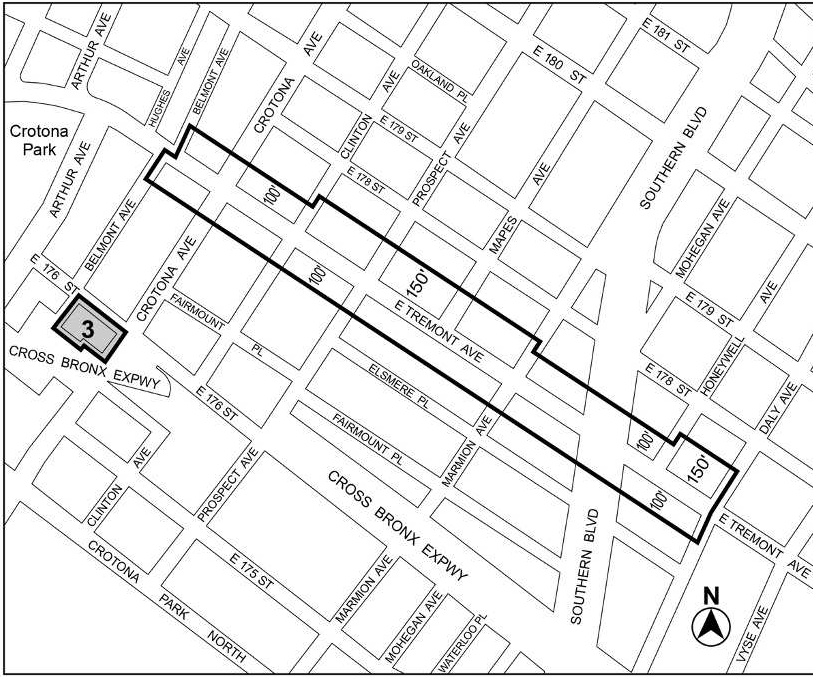 ARTHUR AVE
HUGHES AVE
BELMONT AVE
CROTONA AVE
OAKLAND PL
E 180 ST
E 181 ST
Crotona
Park
ARTHUR AVE
CLINTON AVE
E 179 ST
PROSPECT AVE
SOUTHERN BLVD
BELMONT AVE
100'
E 178 ST
MAPES AVE
MOHEGAN AVE
E 176 ST
CROTONA AVE
100'
150'
E 179 ST
FAIRMOUNT PL
E TREMONT AVE
HONEYWELL AVE
3
CROSS BRONX EXPWY
ELSMERE PL
E 178 ST
DALY AVE
E 176 ST
FAIRMOUNT PL
MARMION AVE
100'
150'
CLINTON AVE
PROSPECT AVE
CROSS BRONX EXPWY
100'
E TREMONT AVE
SOUTHERN BLVD
CROTONA PARK NORTH
E 175 ST
MARMION AVE
MOHEGAN AVE
WATERLOO PL
N
VYSE AVE